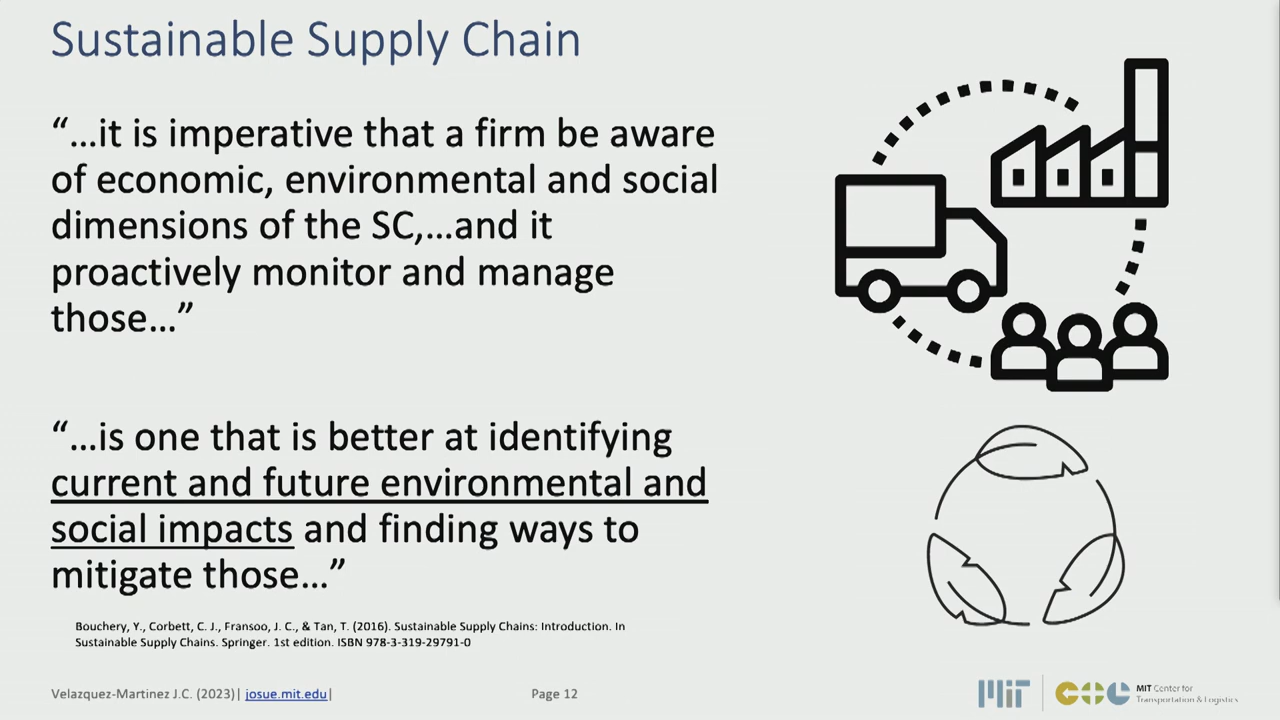 Sustainable Supply Chain
“...it is imperative that a firm be aware
of economic, environmental and social
dimensions of the SC,...and it
proactively monitor and manage
those...”
“...is one that is better at identifying
current and future environmental and
social impacts and finding ways to
mitigate those...”
Bouchery, Y., Corbett, C. J., Fransoo, J. C., & Tan, T. (2016). Sustainable Supply Chains: Introduction. In
Sustainable Supply Chains. Springer. 1st edition. ISBN 978-3-319-29791-0
Velazquez-Martinez J.C. (2023)| josue.mit.edu|
Page 12
MIT
CTL
MIT Center for
Transportation & Logistics